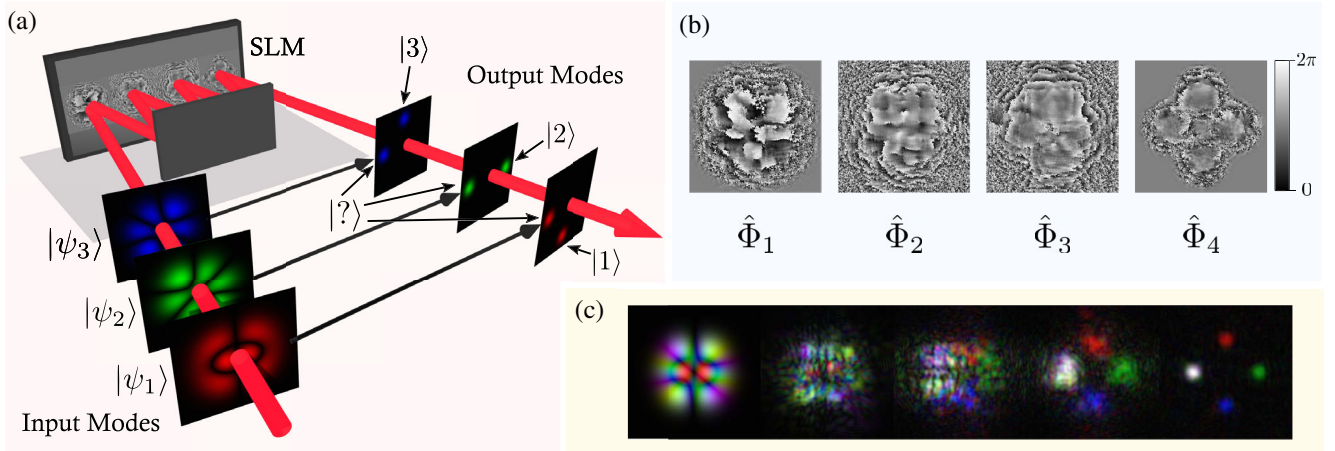 (a)
SLM
|3⟩
Output Modes
|2⟩
|?⟩
|1⟩
|ψ₃⟩
|ψ₂⟩
|ψ₁⟩
Input Modes
(b)
2π
0
Φ̂₁ Φ̂₂ Φ̂₃ Φ̂₄
(c)